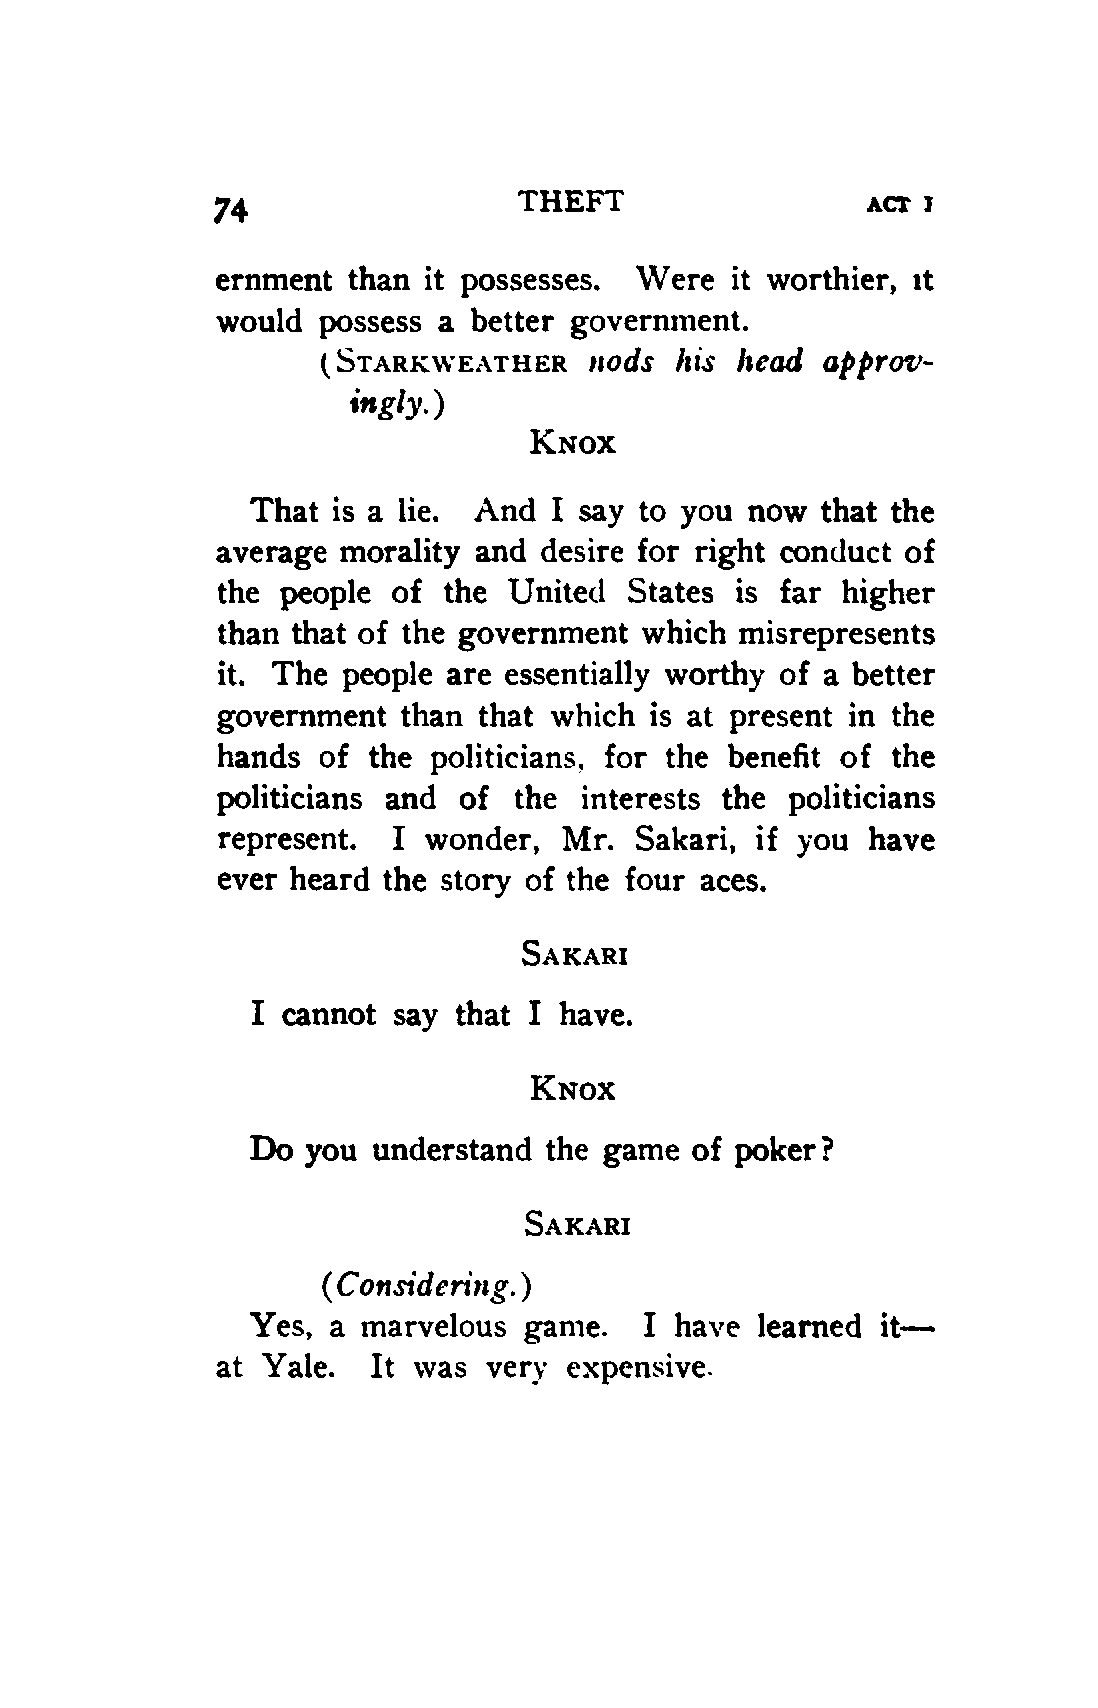 74 THEFT ACT I
ernment than it possesses. Were it worthier, it
would possess a better government.
(STARKWEATHER nods his head approv-
ingly.)
KNOX
That is a lie. And I say to you now that the
average morality and desire for right conduct of
the people of the United States is far higher
than that of the government which misrepresents
it. The people are essentially worthy of a better
government than that which is at present in the
hands of the politicians, for the benefit of the
politicians and of the interests the politicians
represent. I wonder, Mr. Sakari, if you have
ever heard the story of the four aces.
SAKARI
I cannot say that I have.
KNOX
Do you understand the game of poker?
SAKARI
(Considering.)
Yes, a marvelous game. I have learned it—
at Yale. It was very expensive.